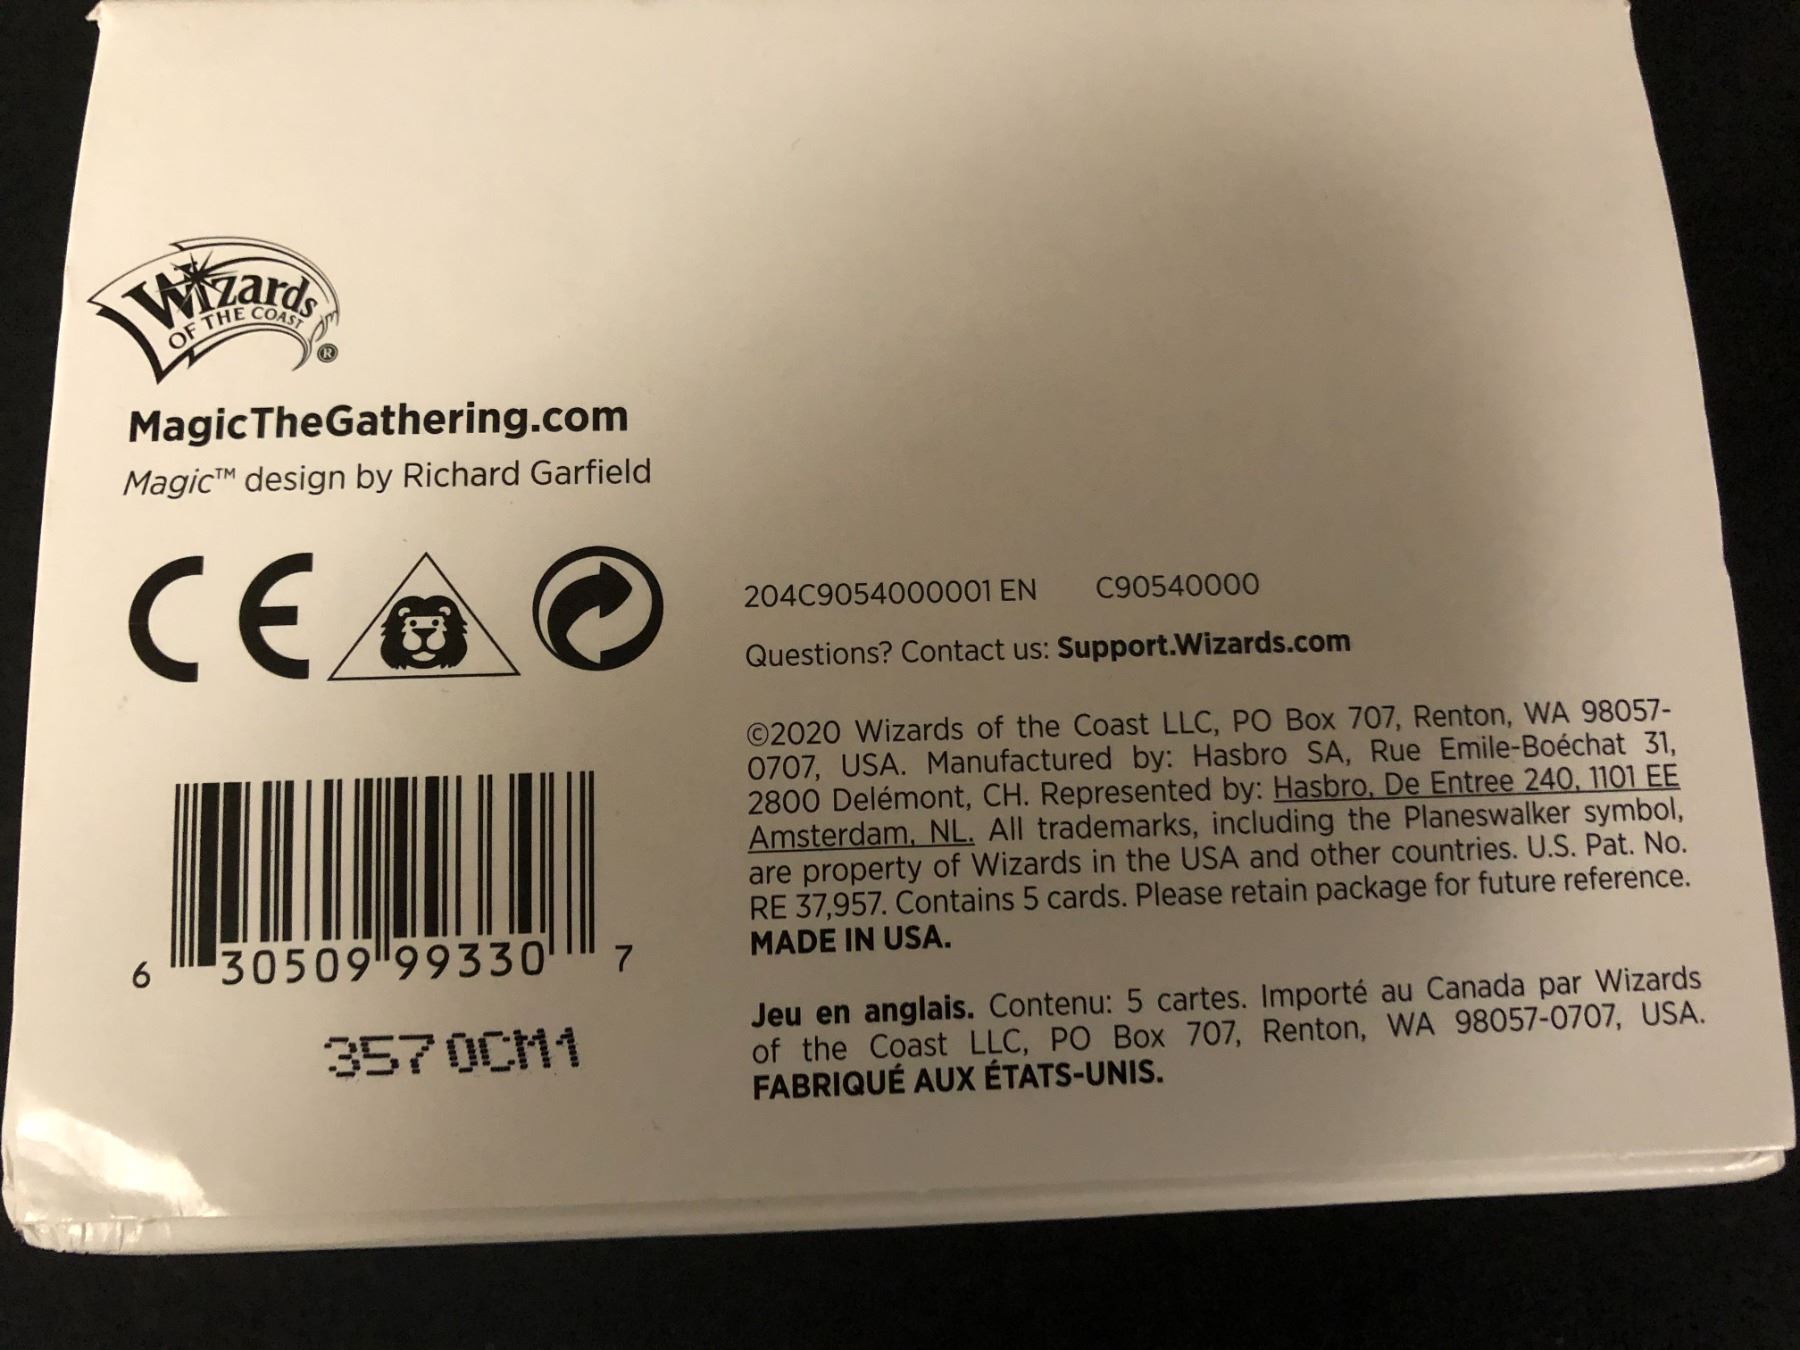 Wizards
OF THE COAST
®
MagicTheGathering.com
Magic™ design by Richard Garfield
CE
204C9054000001 EN C90540000
Questions? Contact us: Support.Wizards.com
©2020 Wizards of the Coast LLC, PO Box 707, Renton, WA 98057-
0707, USA. Manufactured by: Hasbro SA, Rue Emile-Boéchat 31,
2800 Delémont, CH. Represented by: Hasbro, De Entree 240, 1101 EE
Amsterdam, NL. All trademarks, including the Planeswalker symbol,
are property of Wizards in the USA and other countries. U.S. Pat. No.
RE 37,957. Contains 5 cards. Please retain package for future reference.
MADE IN USA.
6 30509 99330 7
3570CM1
Jeu en anglais. Contenu: 5 cartes. Importé au Canada par Wizards
of the Coast LLC, PO Box 707, Renton, WA 98057-0707, USA.
FABRIQUÉ AUX ÉTATS-UNIS.